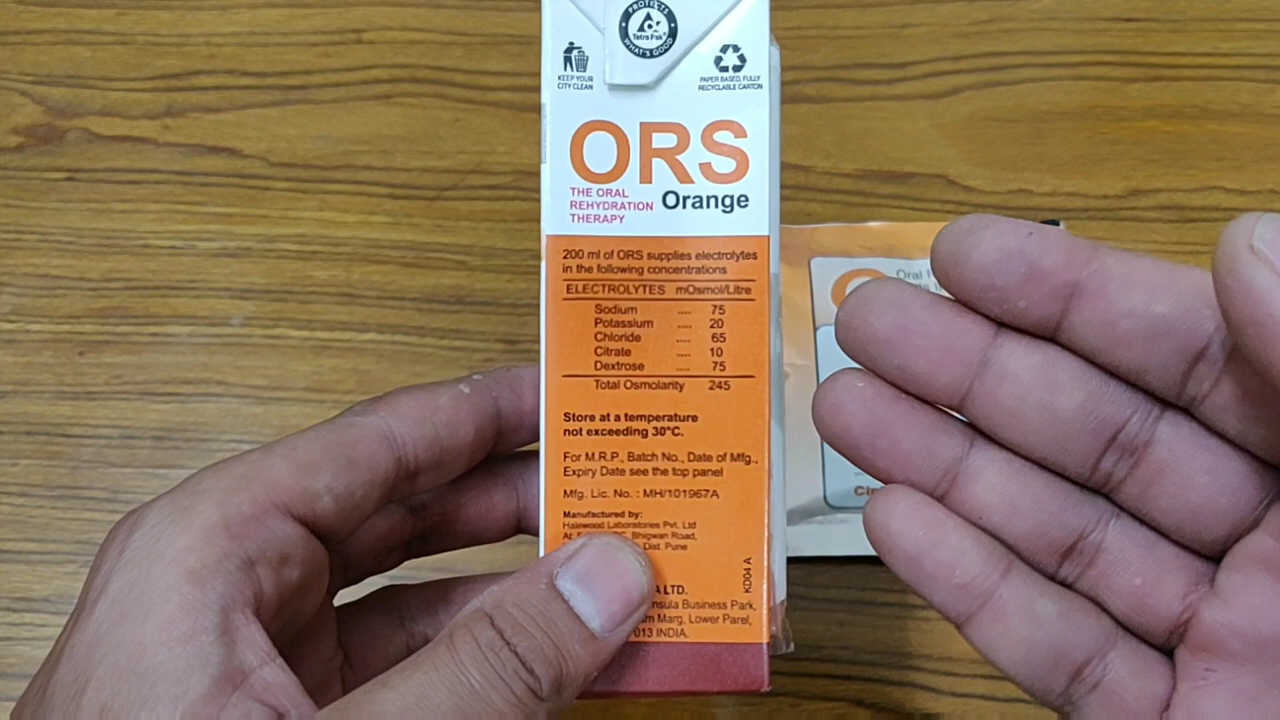 PROTECTS
Tetra Pak
WHAT'S GOOD
KEEP YOUR
CITY CLEAN
PAPER BASED, FULLY
RECYCLABLE CARTON
ORS
THE ORAL
REHYDRATION
THERAPY
Orange
200 ml of ORS supplies electrolytes
in the following concentrations
ELECTROLYTES mOsmol/Litre
Sodium .... 75
Potassium .... 20
Chloride .... 65
Citrate .... 10
Dextrose .... 75
Total Osmolarity 245
Store at a temperature
not exceeding 30°C.
For M.R.P., Batch No., Date of Mfg.,
Expiry Date see the top panel
Mfg. Lic. No. : MH/101967A
Manufactured by:
Halewood Laboratories Pvt. Ltd
At: Bhigwan Road,
Dist. Pune
LTD.
Business Park,
Marg, Lower Parel,
013 INDIA.
KD04 A
Oral